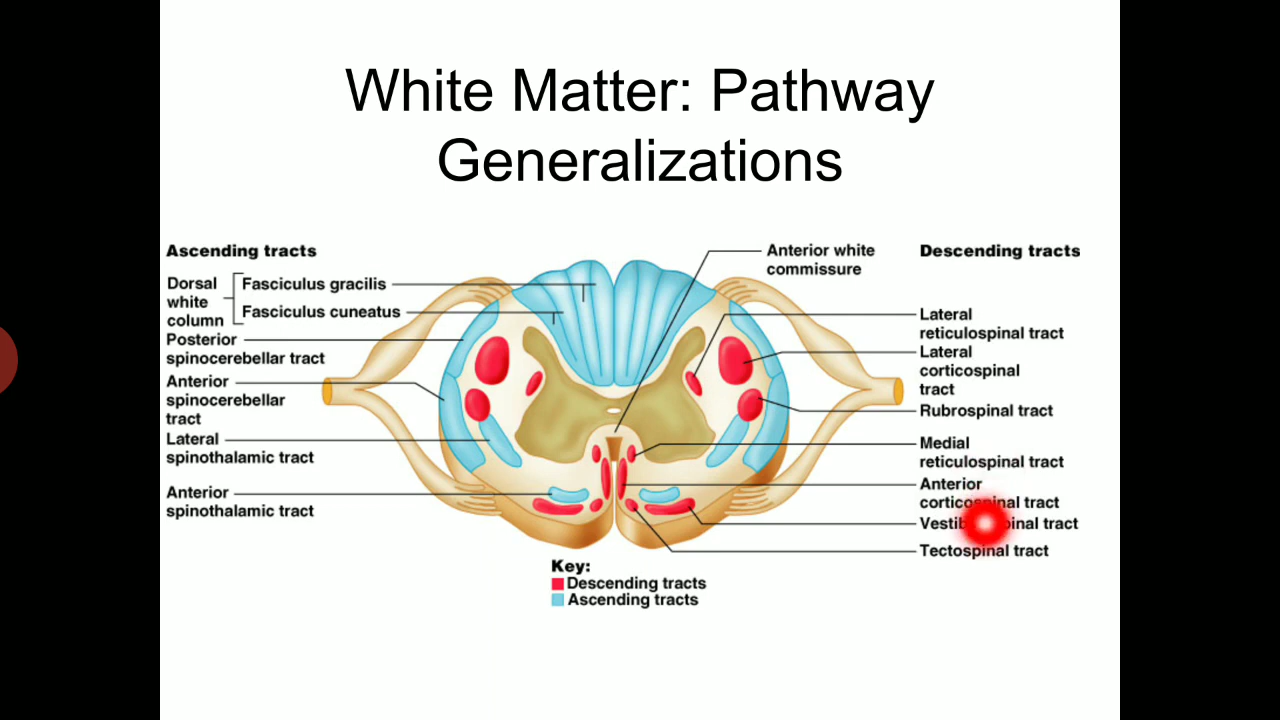 White Matter: Pathway
Generalizations
Ascending tracts
Dorsal
white
column
Fasciculus gracilis
Fasciculus cuneatus
Posterior
spinocerebellar tract
Anterior
spinocerebellar
tract
Lateral
spinothalamic tract
Anterior
spinothalamic tract
Anterior white
commissure
Descending tracts
Lateral
reticulospinal tract
Lateral
corticospinal
tract
Rubrospinal tract
Medial
reticulospinal tract
Anterior
corticospinal tract
tract
Tectospinal tract
Key:
Descending tracts
Ascending tracts